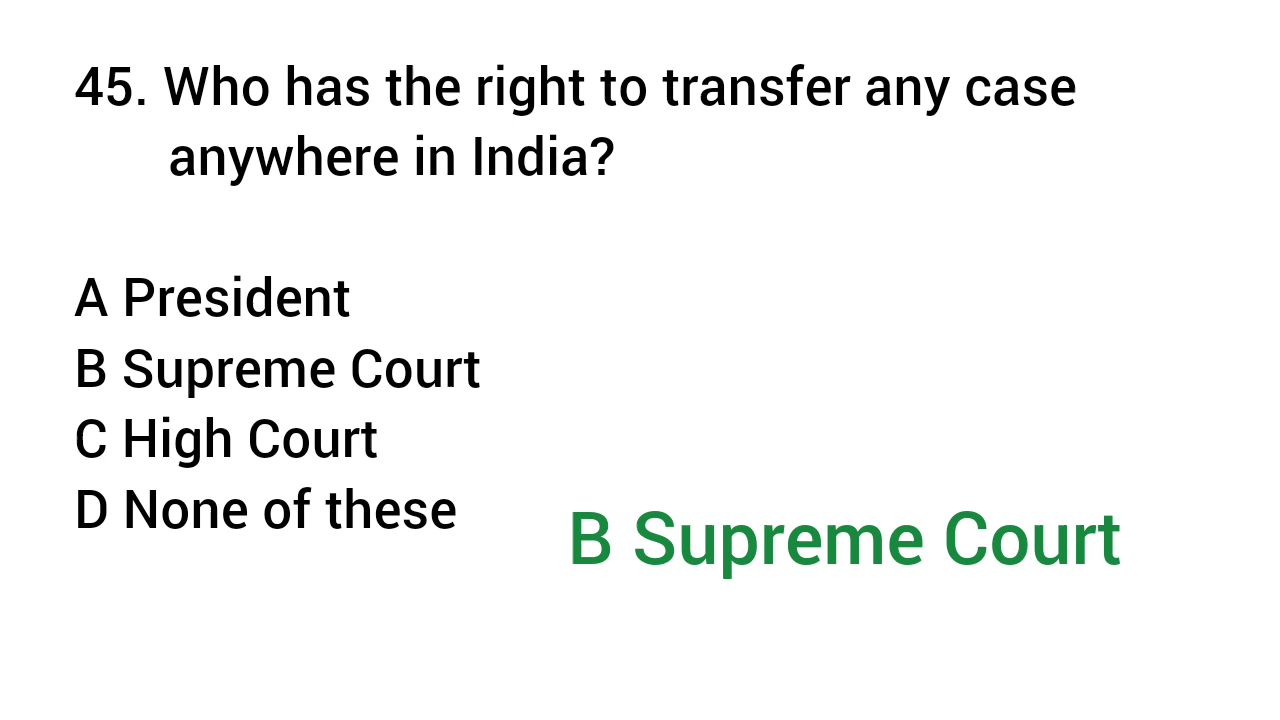 45. Who has the right to transfer any case
anywhere in India?
A President
B Supreme Court
C High Court
D None of these
B Supreme Court